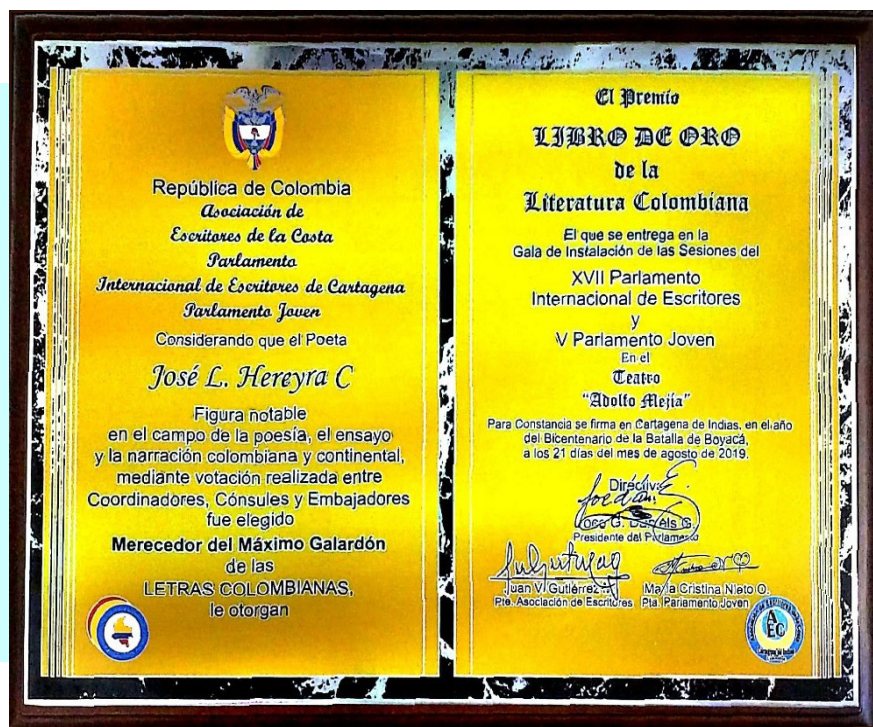 República de Colombia
Asociación de
Escritores de la Costa
Parlamento
Internacional de Escritores de Cartagena
Parlamento Joven
Considerando que el Poeta
José L. Hereyra C
Figura notable
en el campo de la poesía, el ensayo
y la narración colombiana y continental,
mediante votación realizada entre
Coordinadores, Cónsules y Embajadores
fue elegido
Merecedor del Máximo Galardón
de las
LETRAS COLOMBIANAS,
le otorgan
El Premio
LIBRO DE ORO
de la
Literatura Colombiana
El que se entrega en la
Gala de Instalación de las Sesiones del
XVII Parlamento
Internacional de Escritores
y
V Parlamento Joven
En el
Teatro
"Adolfo Mejía"
Para Constancia se firma en Cartagena de Indias, en el año
del Bicentenario de la Batalla de Boyacá,
a los 21 días del mes de agosto de 2019.
G.
Presidente del Parlamento
Juan V. Gutiérrez
María Cristina Nieto O.
Pte. Asociación de Escritores
Pta. Parlamento Joven
AEC